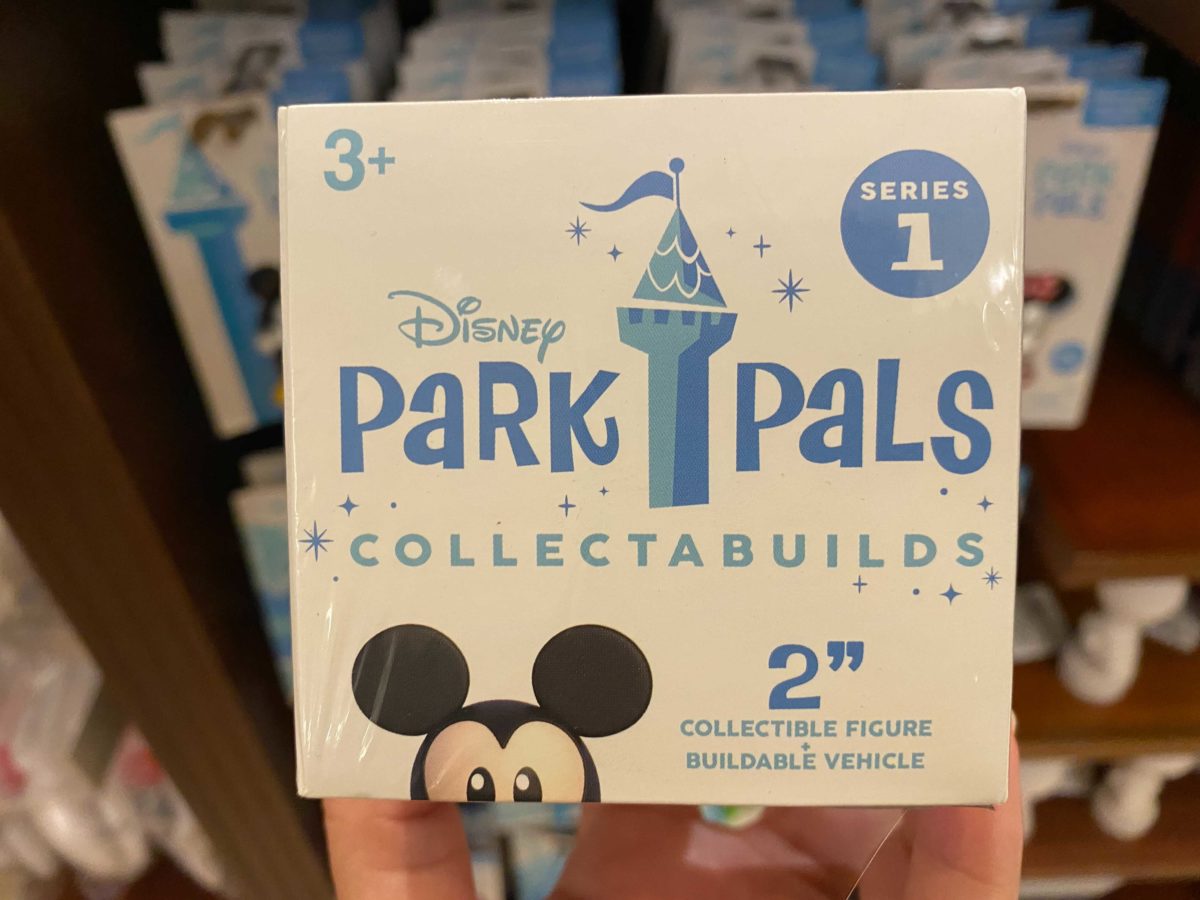 3+
SERIES
1
Disney
PARK PALS
COLLECTABUILDS
2”
COLLECTIBLE FIGURE
+
BUILDABLE VEHICLE